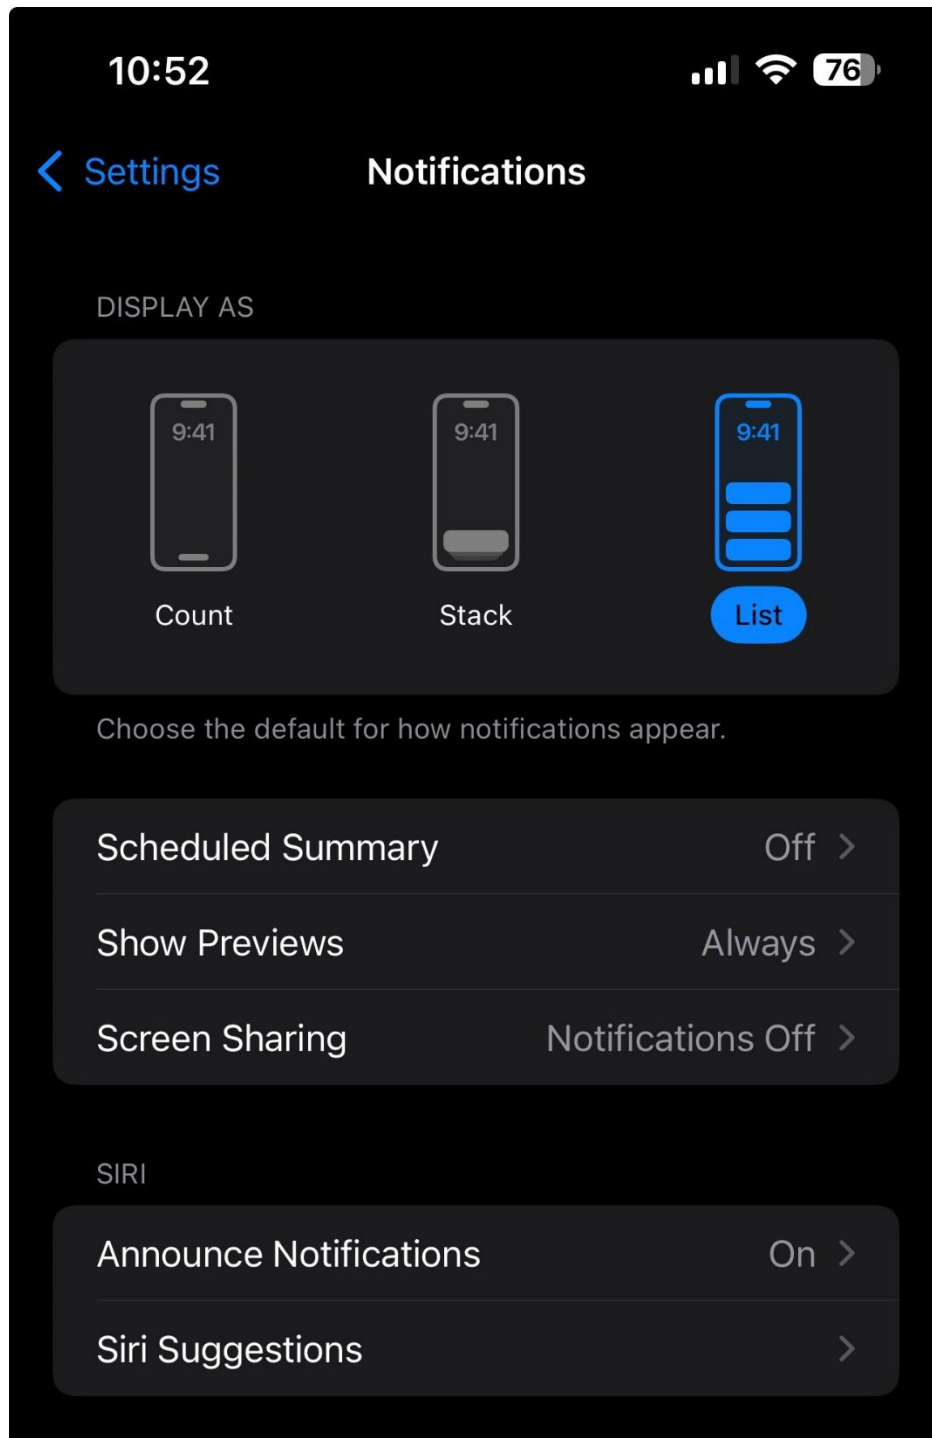 10:52 76
Settings Notifications
DISPLAY AS
9:41 9:41 9:41
Count Stack List
Choose the default for how notifications appear.
Scheduled Summary Off
Show Previews Always
Screen Sharing Notifications Off
SIRI
Announce Notifications On
Siri Suggestions